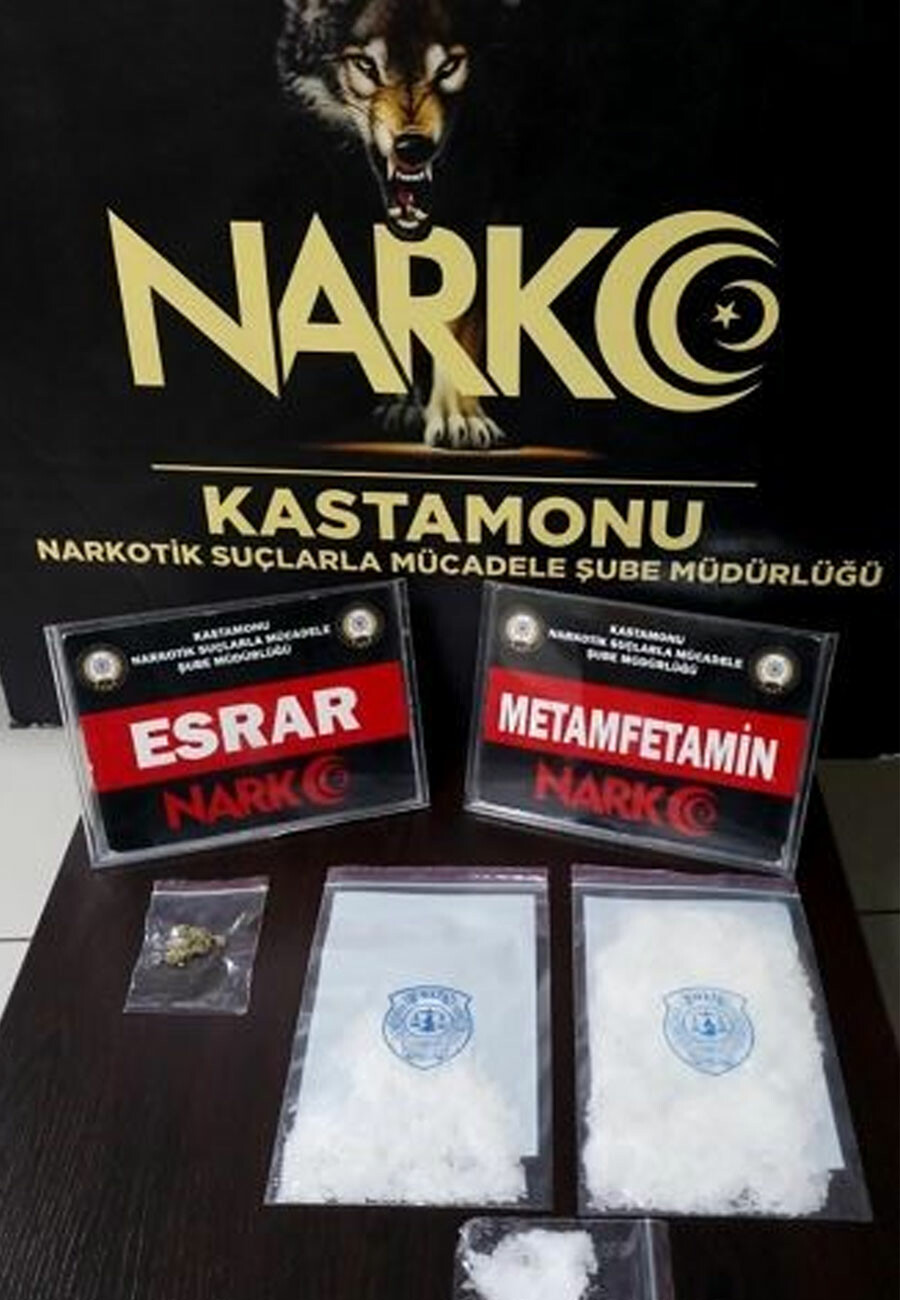 NARKO
KASTAMONU
NARKOTİK SUÇLARLA MÜCADELE ŞUBE MÜDÜRLÜĞÜ
KASTAMONU
NARKOTİK SUÇLARLA MÜCADELE
ŞUBE MÜDÜRLÜĞÜ
ESRAR
NARKO
KASTAMONU
NARKOTİK SUÇLARLA MÜCADELE
ŞUBE MÜDÜRLÜĞÜ
METAMFETAMİN
NARKO